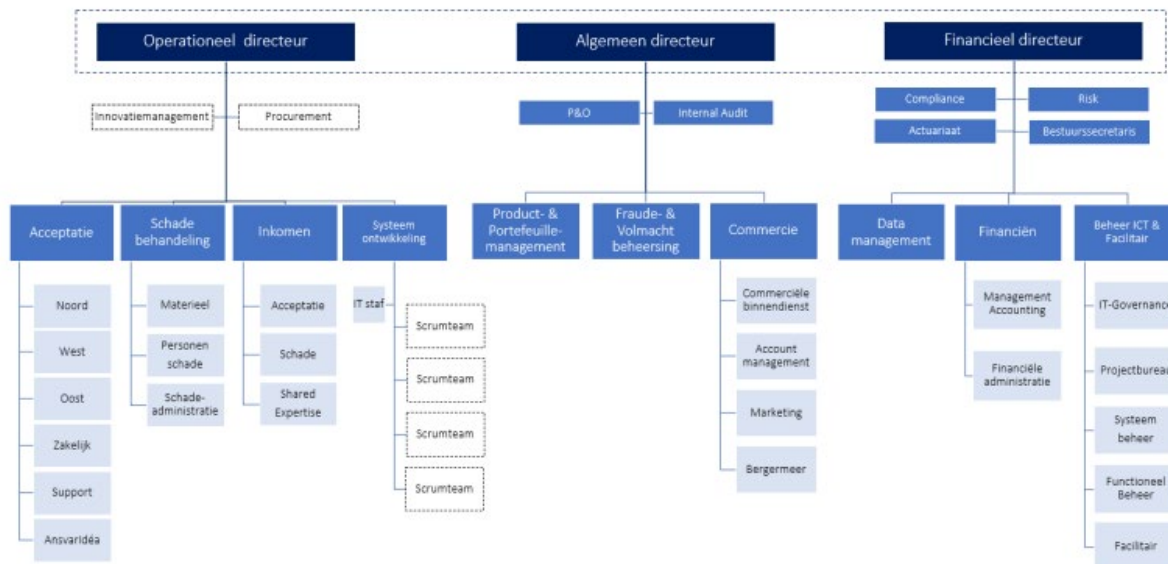 Operationeel directeur
Algemeen directeur
Financieel directeur
Innovatiemanagement
Procurement
P&O
Internal Audit
Compliance
Risk
Actuariaat
Bestuurssecretaris
Acceptatie
Schade
behandeling
Inkomen
Systeem
ontwikkeling
Product- &
Portefeuille-
management
Fraude- &
Volmacht
beheersing
Commercie
Data
management
Financiën
Beheer ICT &
Facilitair
Noord
West
Oost
Zakelijk
Support
AnsvarIdéa
Materieel
Personen
schade
Schade-
administratie
Acceptatie
Schade
Shared
Expertise
IT staf
Scrumteam
Scrumteam
Scrumteam
Scrumteam
Commerciële
binnendienst
Account
management
Marketing
Bergermeer
Management
Accounting
Financiële
administratie
IT-Governance
Projectbureau
Systeem
beheer
Functioneel
Beheer
Facilitair